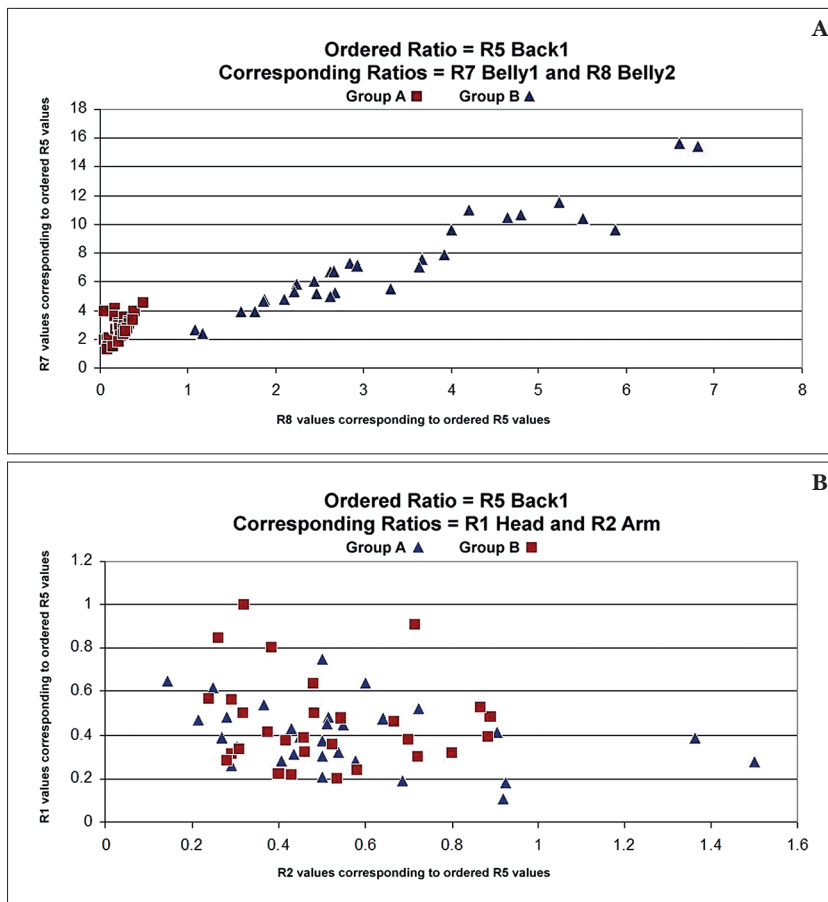 A
Ordered Ratio = R5 Back1
Corresponding Ratios = R7 Belly1 and R8 Belly2
Group A Group B
R7 values corresponding to ordered R5 values
18
16
14
12
10
8
6
4
2
0
0 1 2 3 4 5 6 7 8
R8 values corresponding to ordered R5 values
B
Ordered Ratio = R5 Back1
Corresponding Ratios = R1 Head and R2 Arm
Group A Group B
R1 values corresponding to ordered R5 values
1.2
1
0.8
0.6
0.4
0.2
0
0 0.2 0.4 0.6 0.8 1 1.2 1.4 1.6
R2 values corresponding to ordered R5 values